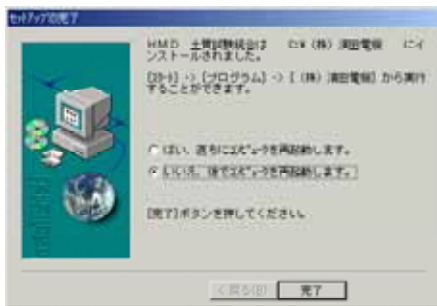 セットアップの完了
HMD 土質試験統合は C:¥（株）濱田電機 にイ
ンストールされました。
[スタート] -> [プログラム] -> [（株）濱田電機] から実行
することができます。
はい、直ちにコンピュータを再起動します。
いいえ、後でコンピュータを再起動します。
[完了]ボタンを押してください。
< 戻る(B)
完了